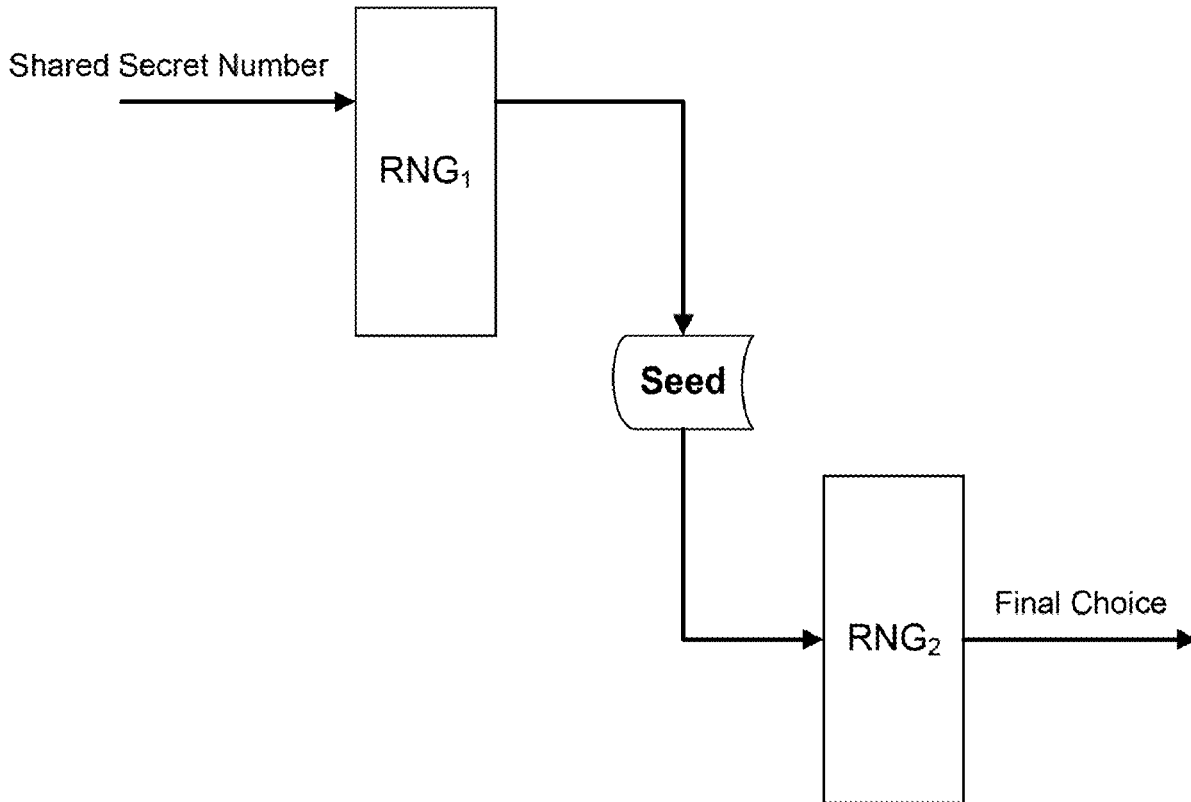 Shared Secret Number
RNG₁
Seed
RNG₂
Final Choice